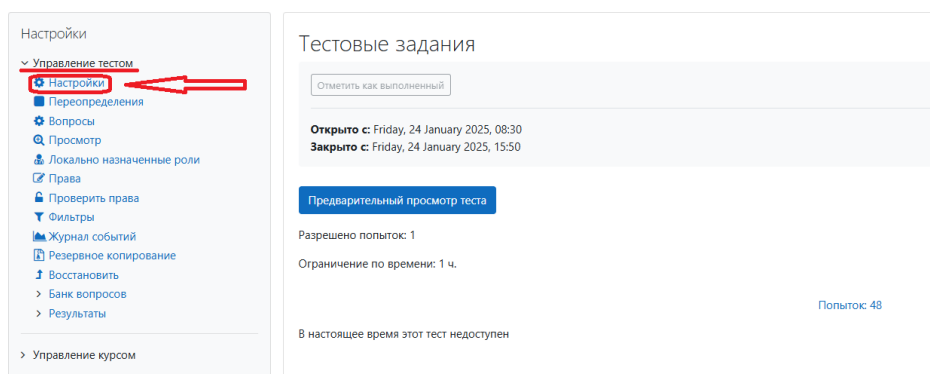 Настройки
Управление тестом
Настройки
Переопределения
Вопросы
Просмотр
Локально назначенные роли
Права
Проверить права
Фильтры
Журнал событий
Резервное копирование
Восстановить
Банк вопросов
Результаты
Управление курсом
Тестовые задания
Отметить как выполненный
Открыто с: Friday, 24 January 2025, 08:30
Закрыто с: Friday, 24 January 2025, 15:50
Предварительный просмотр теста
Разрешено попыток: 1
Ограничение по времени: 1 ч.
Попыток: 48
В настоящее время этот тест недоступен